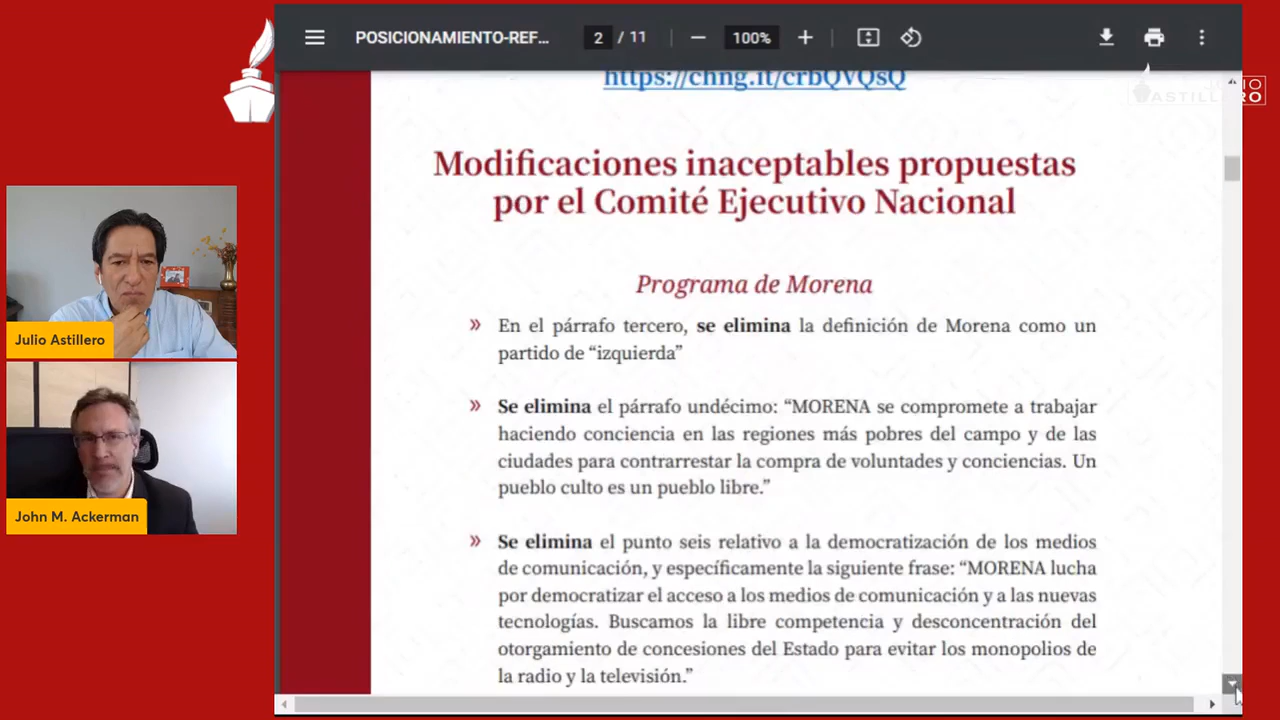 POSICIONAMIENTO-REF...
2 / 11
100%
https://chng.it/crbQVQsQ
ASTILLERO
Modificaciones inaceptables propuestas
por el Comité Ejecutivo Nacional
Programa de Morena
» En el párrafo tercero, se elimina la definición de Morena como un
partido de “izquierda”
» Se elimina el párrafo undécimo: “MORENA se compromete a trabajar
haciendo conciencia en las regiones más pobres del campo y de las
ciudades para contrarrestar la compra de voluntades y conciencias. Un
pueblo culto es un pueblo libre.”
» Se elimina el punto seis relativo a la democratización de los medios
de comunicación, y específicamente la siguiente frase: “MORENA lucha
por democratizar el acceso a los medios de comunicación y a las nuevas
tecnologías. Buscamos la libre competencia y desconcentración del
otorgamiento de concesiones del Estado para evitar los monopolios de
la radio y la televisión.”
Julio Astillero
John M. Ackerman